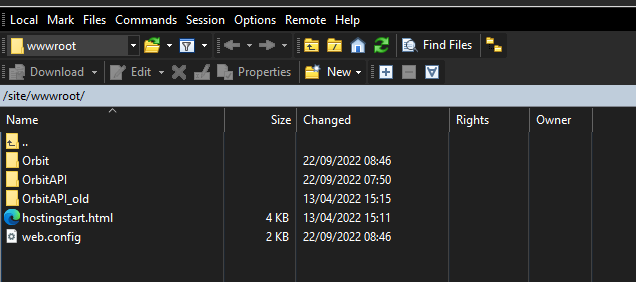 Local Mark Files Commands Session Options Remote Help
wwwroot Find Files
Download Edit Properties New
/site/wwwroot/
Name Size Changed Rights Owner
..
Orbit 22/09/2022 08:46
OrbitAPI 22/09/2022 07:50
OrbitAPI_old 13/04/2022 15:15
hostingstart.html 4 KB 13/04/2022 15:11
web.config 2 KB 22/09/2022 08:46